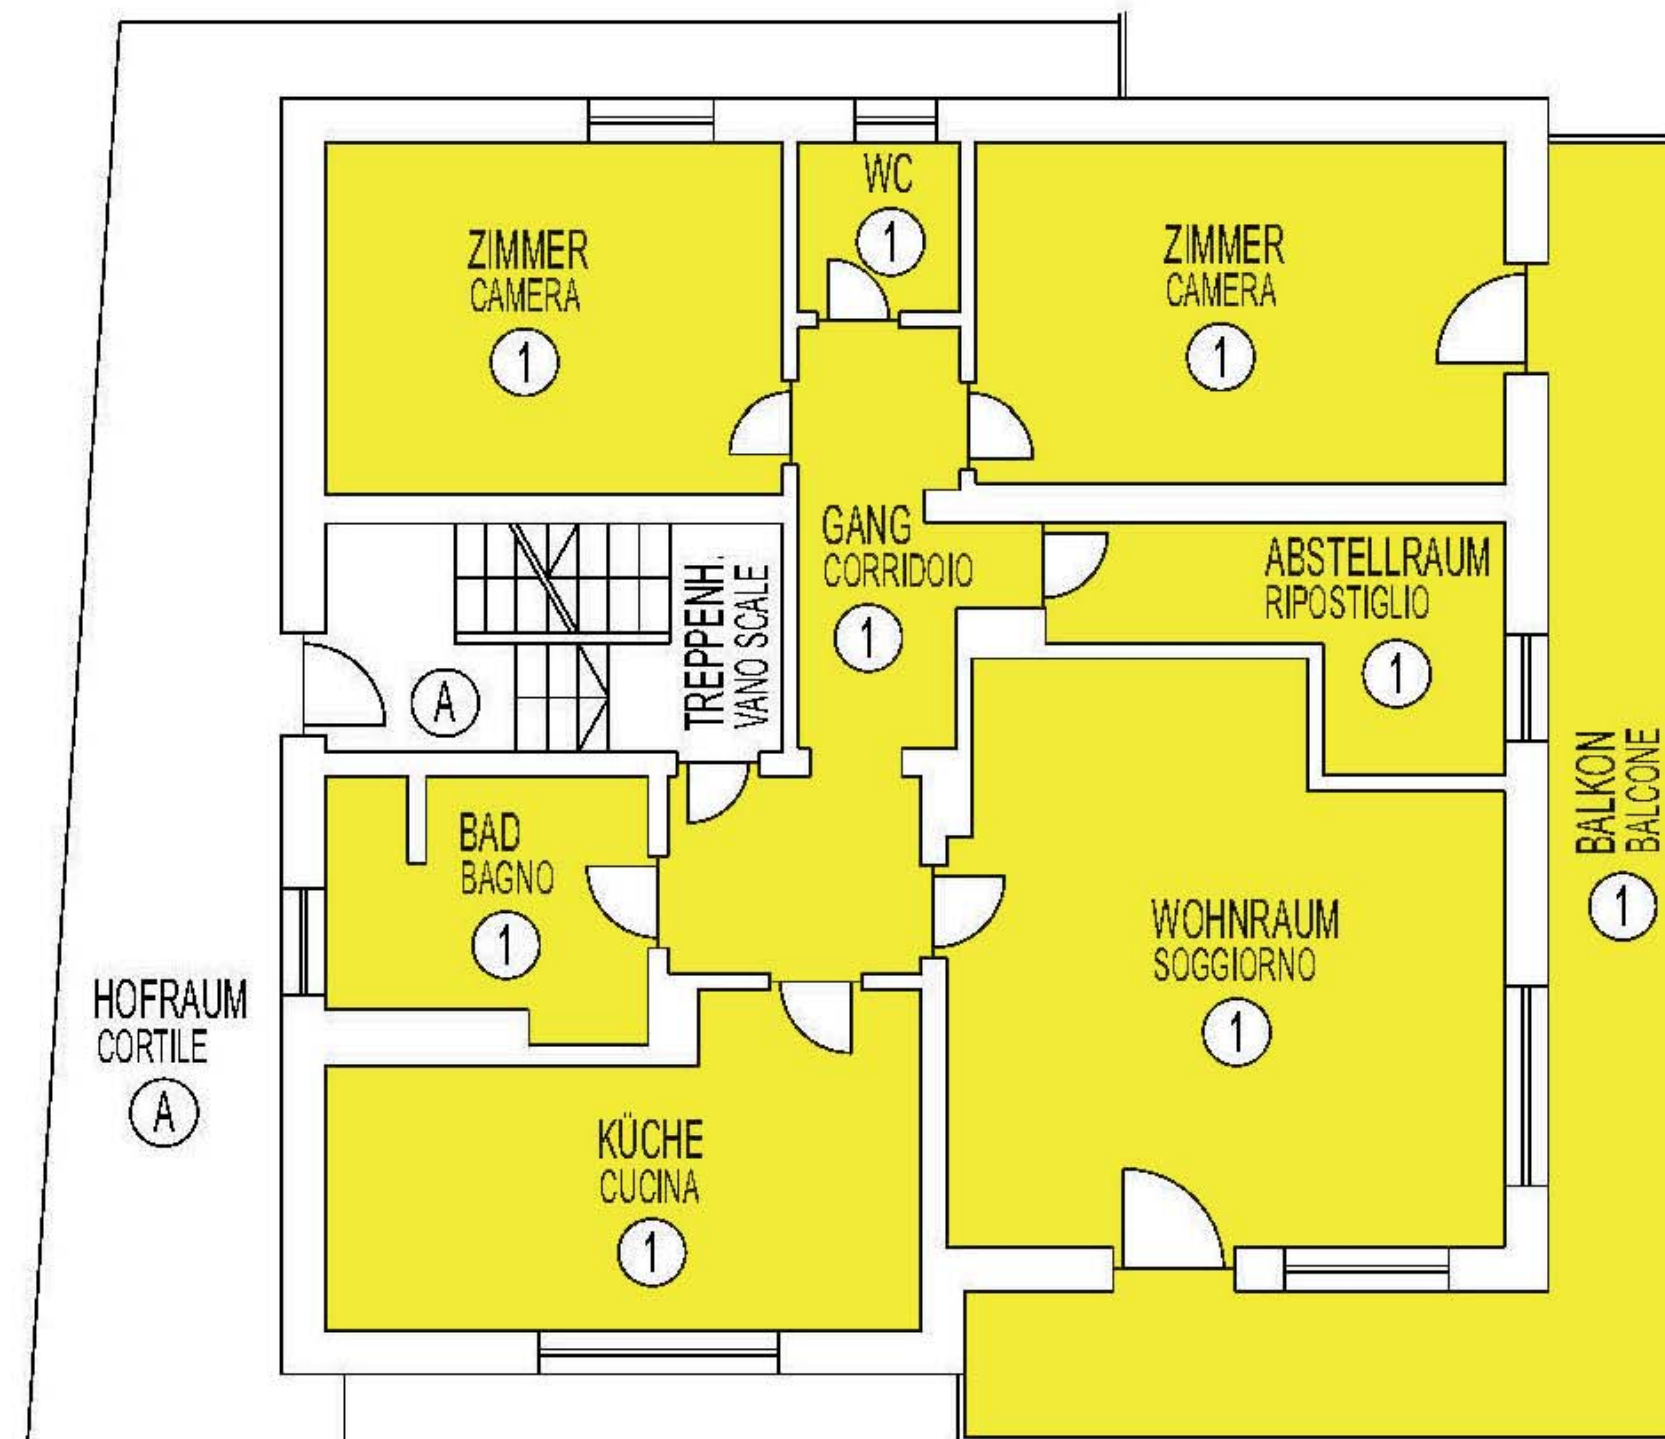 ZIMMER
CAMERA
1
WC
1
ZIMMER
CAMERA
1
GANG
CORRIDOIO
1
ABSTELLRAUM
RIPOSTIGLIO
1
TREPPENH.
VANO SCALE
A
BAD
BAGNO
1
WOHNRAUM
SOGGIORNO
1
BALKON
BALCONE
1
HOFRAUM
CORTILE
A
KÜCHE
CUCINA
1